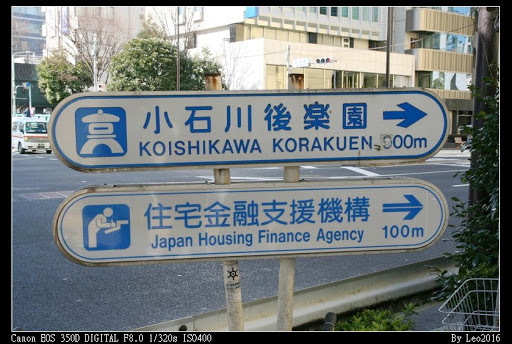 小石川後楽園
KOISHIKAWA KORAKUEN 600m
住宅金融支援機構
Japan Housing Finance Agency
100m
Canon EOS 350D DIGITAL F8.0 1/320s ISO400
By Leo2016